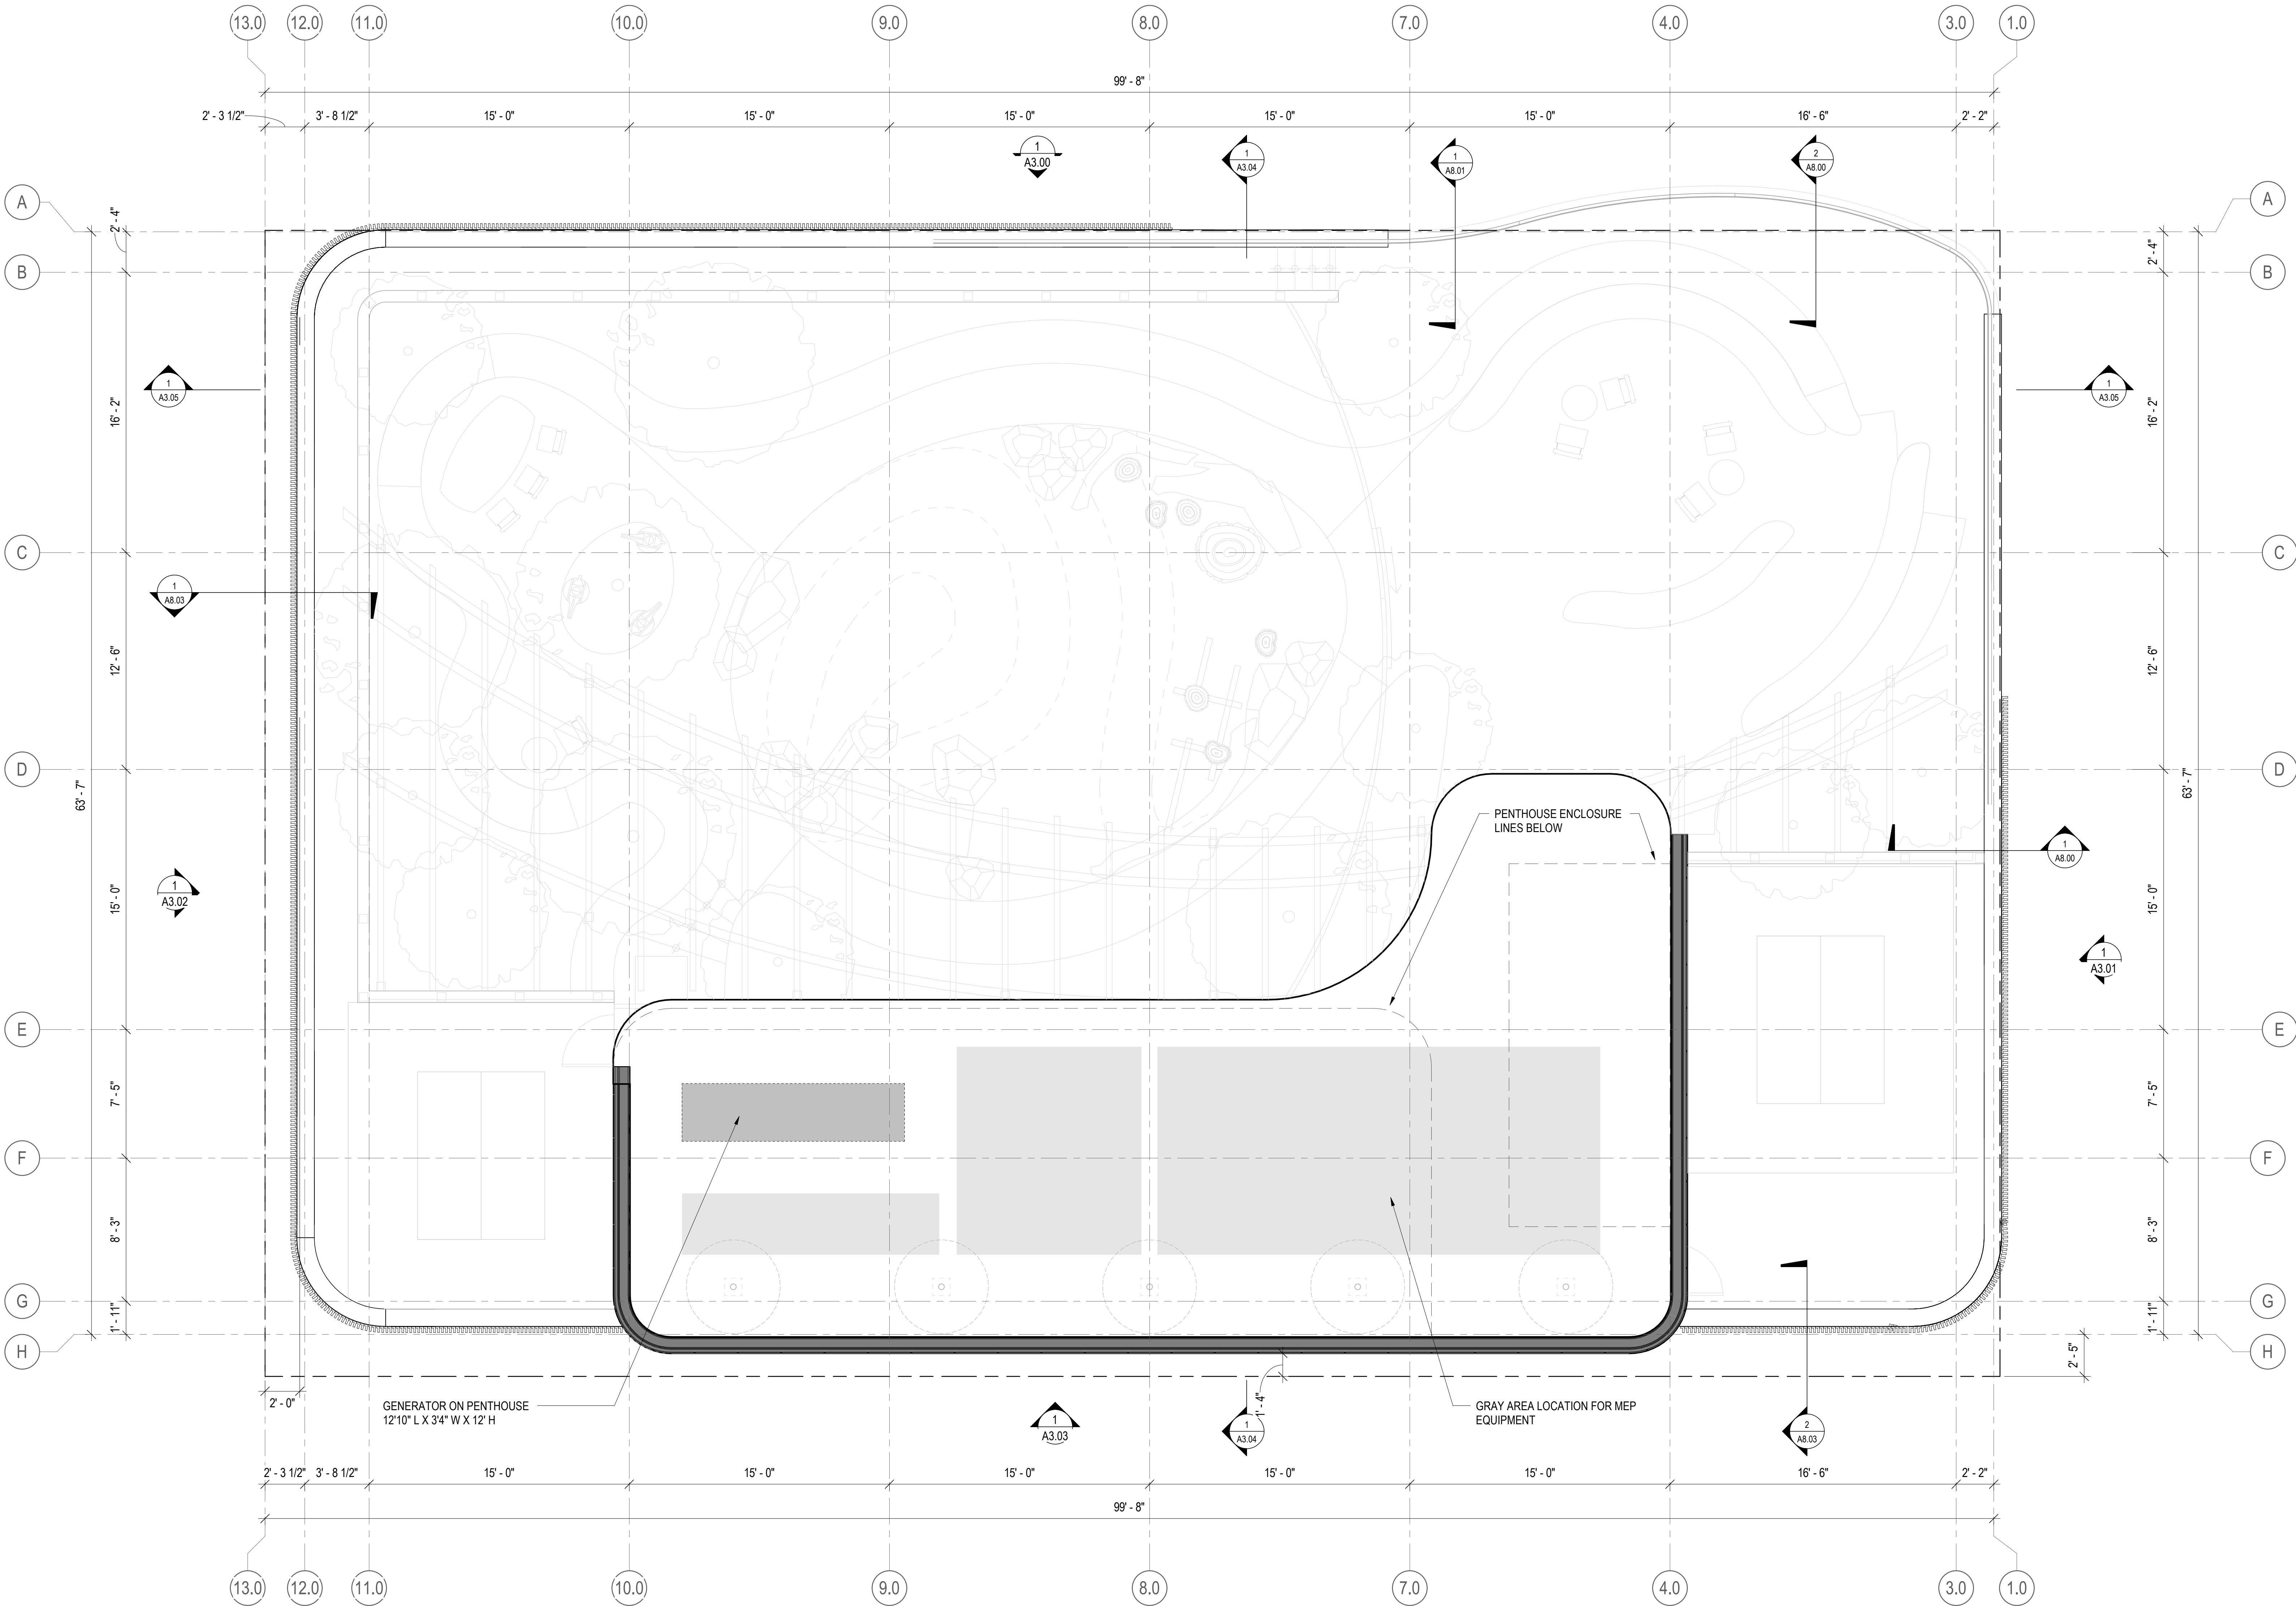 13.0 12.0 11.0 10.0 9.0 8.0 7.0 4.0 3.0 1.0
99' - 8"
2' - 3 1/2" 3' - 8 1/2" 15' - 0" 15' - 0" 15' - 0" 15' - 0" 15' - 0" 16' - 6" 2' - 2"
1
A3.00
1
A3.04
1
A8.01
2
A8.00
A
A
2' - 4"
2' - 4"
B
B
1
A3.05
1
A3.05
16' - 2"
16' - 2"
C
C
1
A8.03
12' - 6"
12' - 6"
D
D
63' - 7"
63' - 7"
PENTHOUSE ENCLOSURE
LINES BELOW
1
A8.00
1
A3.02
15' - 0"
15' - 0"
1
A3.01
E
E
7' - 5"
7' - 5"
F
F
8' - 3"
8' - 3"
G
G
1' - 11"
1' - 11"
H
H
2' - 5"
2' - 0"
1' - 4"
GENERATOR ON PENTHOUSE
12'10" L X 3'4" W X 12' H
GRAY AREA LOCATION FOR MEP
EQUIPMENT
1
A3.03
1
A3.04
2
A8.03
2' - 3 1/2" 3' - 8 1/2" 15' - 0" 15' - 0" 15' - 0" 15' - 0" 15' - 0" 16' - 6" 2' - 2"
99' - 8"
13.0 12.0 11.0 10.0 9.0 8.0 7.0 4.0 3.0 1.0